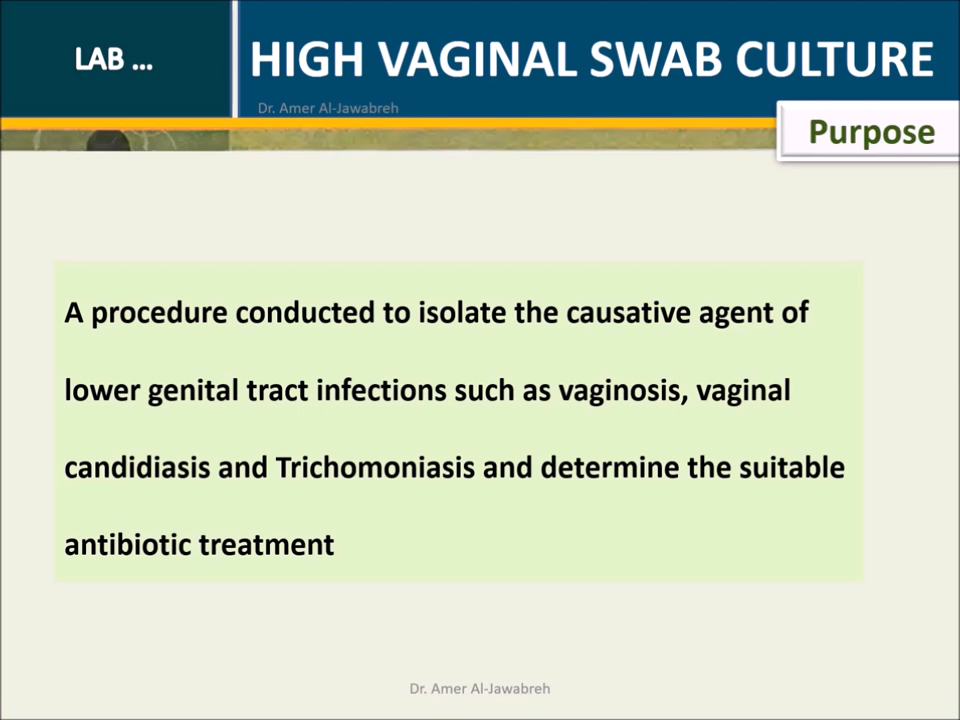 LAB ...
HIGH VAGINAL SWAB CULTURE
Dr. Amer Al-Jawabreh
Purpose
A procedure conducted to isolate the causative agent of
lower genital tract infections such as vaginosis, vaginal
candidiasis and Trichomoniasis and determine the suitable
antibiotic treatment
Dr. Amer Al-Jawabreh